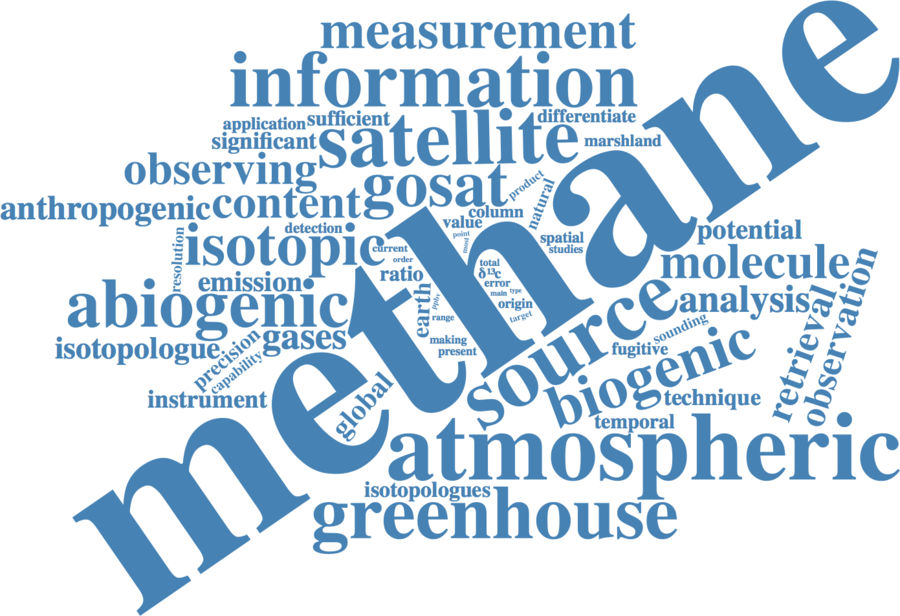 measurement
information
application sufficient
differentiate
significant
satellite
marshland
observing
gosat
product
natural
anthropogenic
content
column
value
detection
point
isotopic
current
spatial
studies
potential
resolution
order
must
total
molecule
emission
ratio
δ¹³c
error
abiogenic
earth
ppbv
main
type
origin
analysis
range
target
methane
source
sounding
retrieval
observation
isotopologue
precision
gases
making
present
fugitive
capability
biogenic
instrument
global
technique
temporal
atmospheric
isotopologues
greenhouse